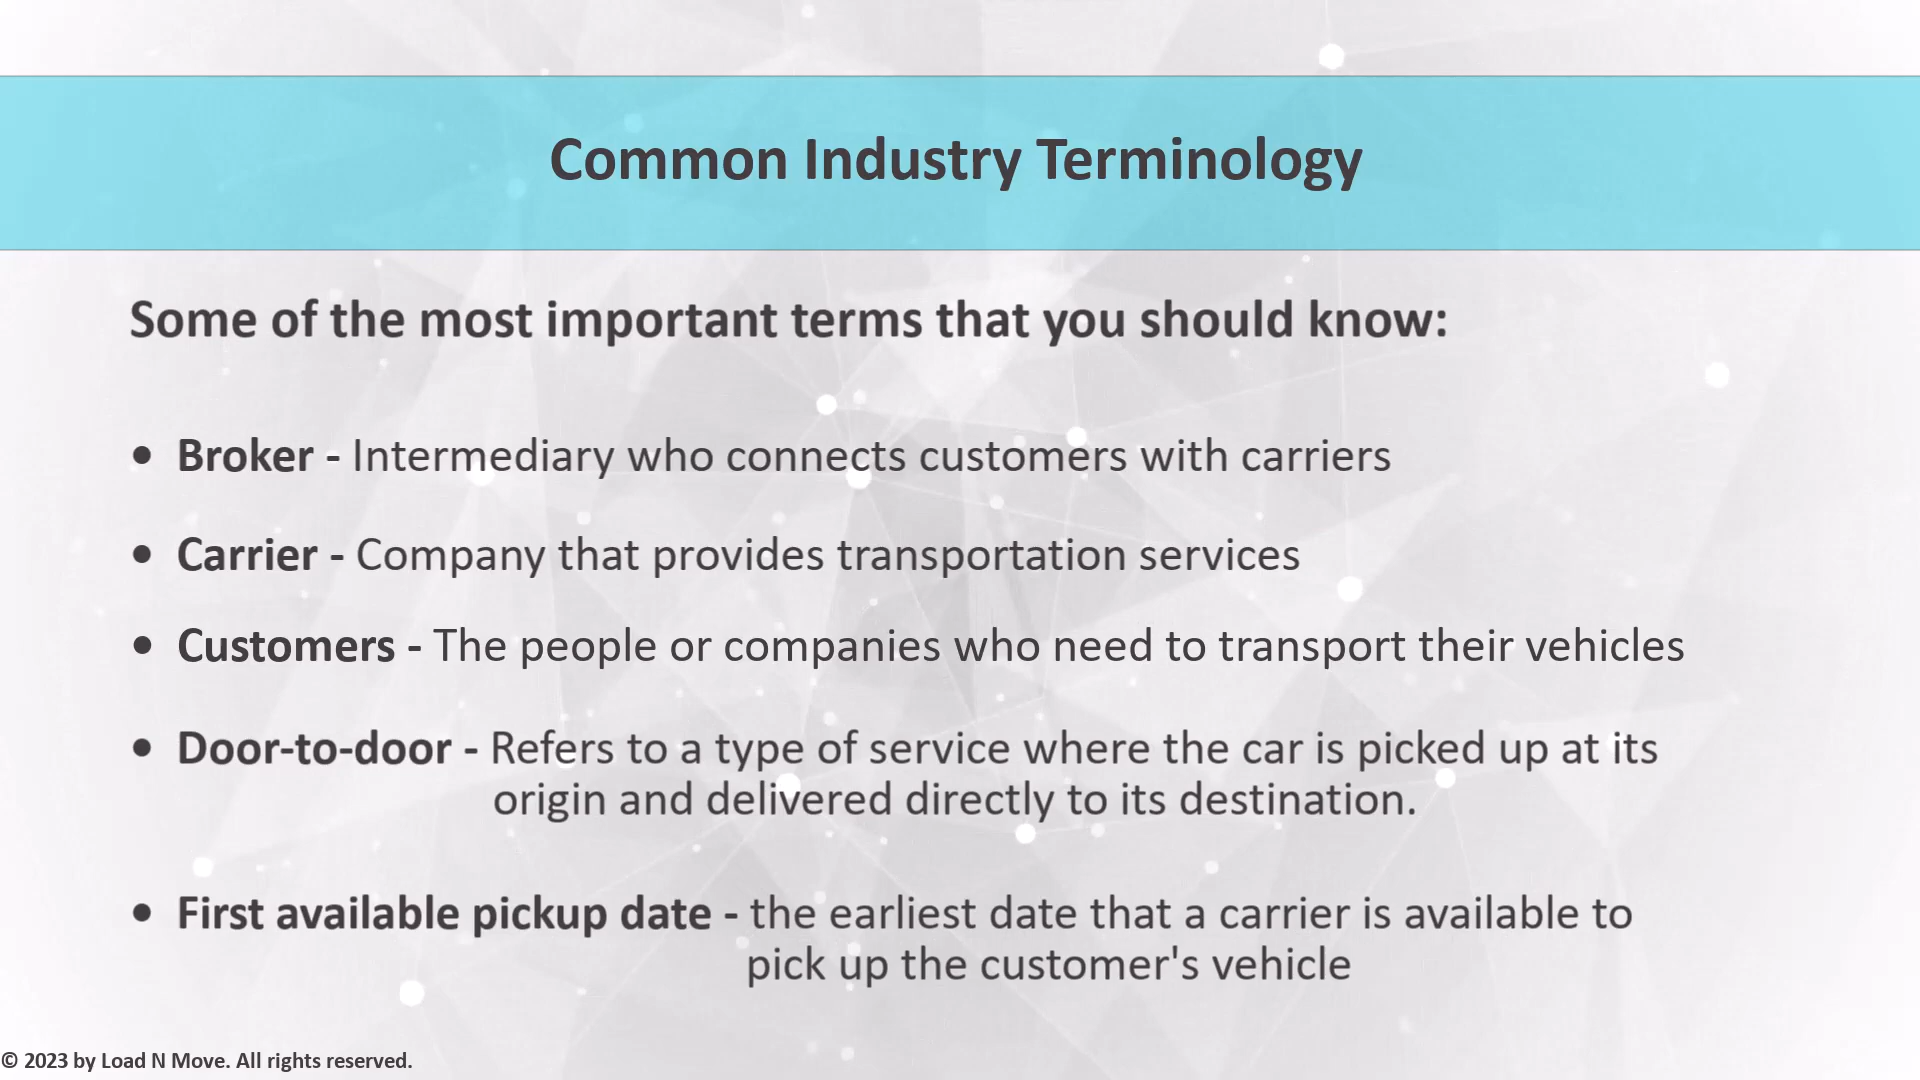 Common Industry Terminology
Some of the most important terms that you should know:
• Broker - Intermediary who connects customers with carriers
• Carrier - Company that provides transportation services
• Customers - The people or companies who need to transport their vehicles
• Door-to-door - Refers to a type of service where the car is picked up at its
origin and delivered directly to its destination.
• First available pickup date - the earliest date that a carrier is available to
pick up the customer's vehicle
© 2023 by Load N Move. All rights reserved.